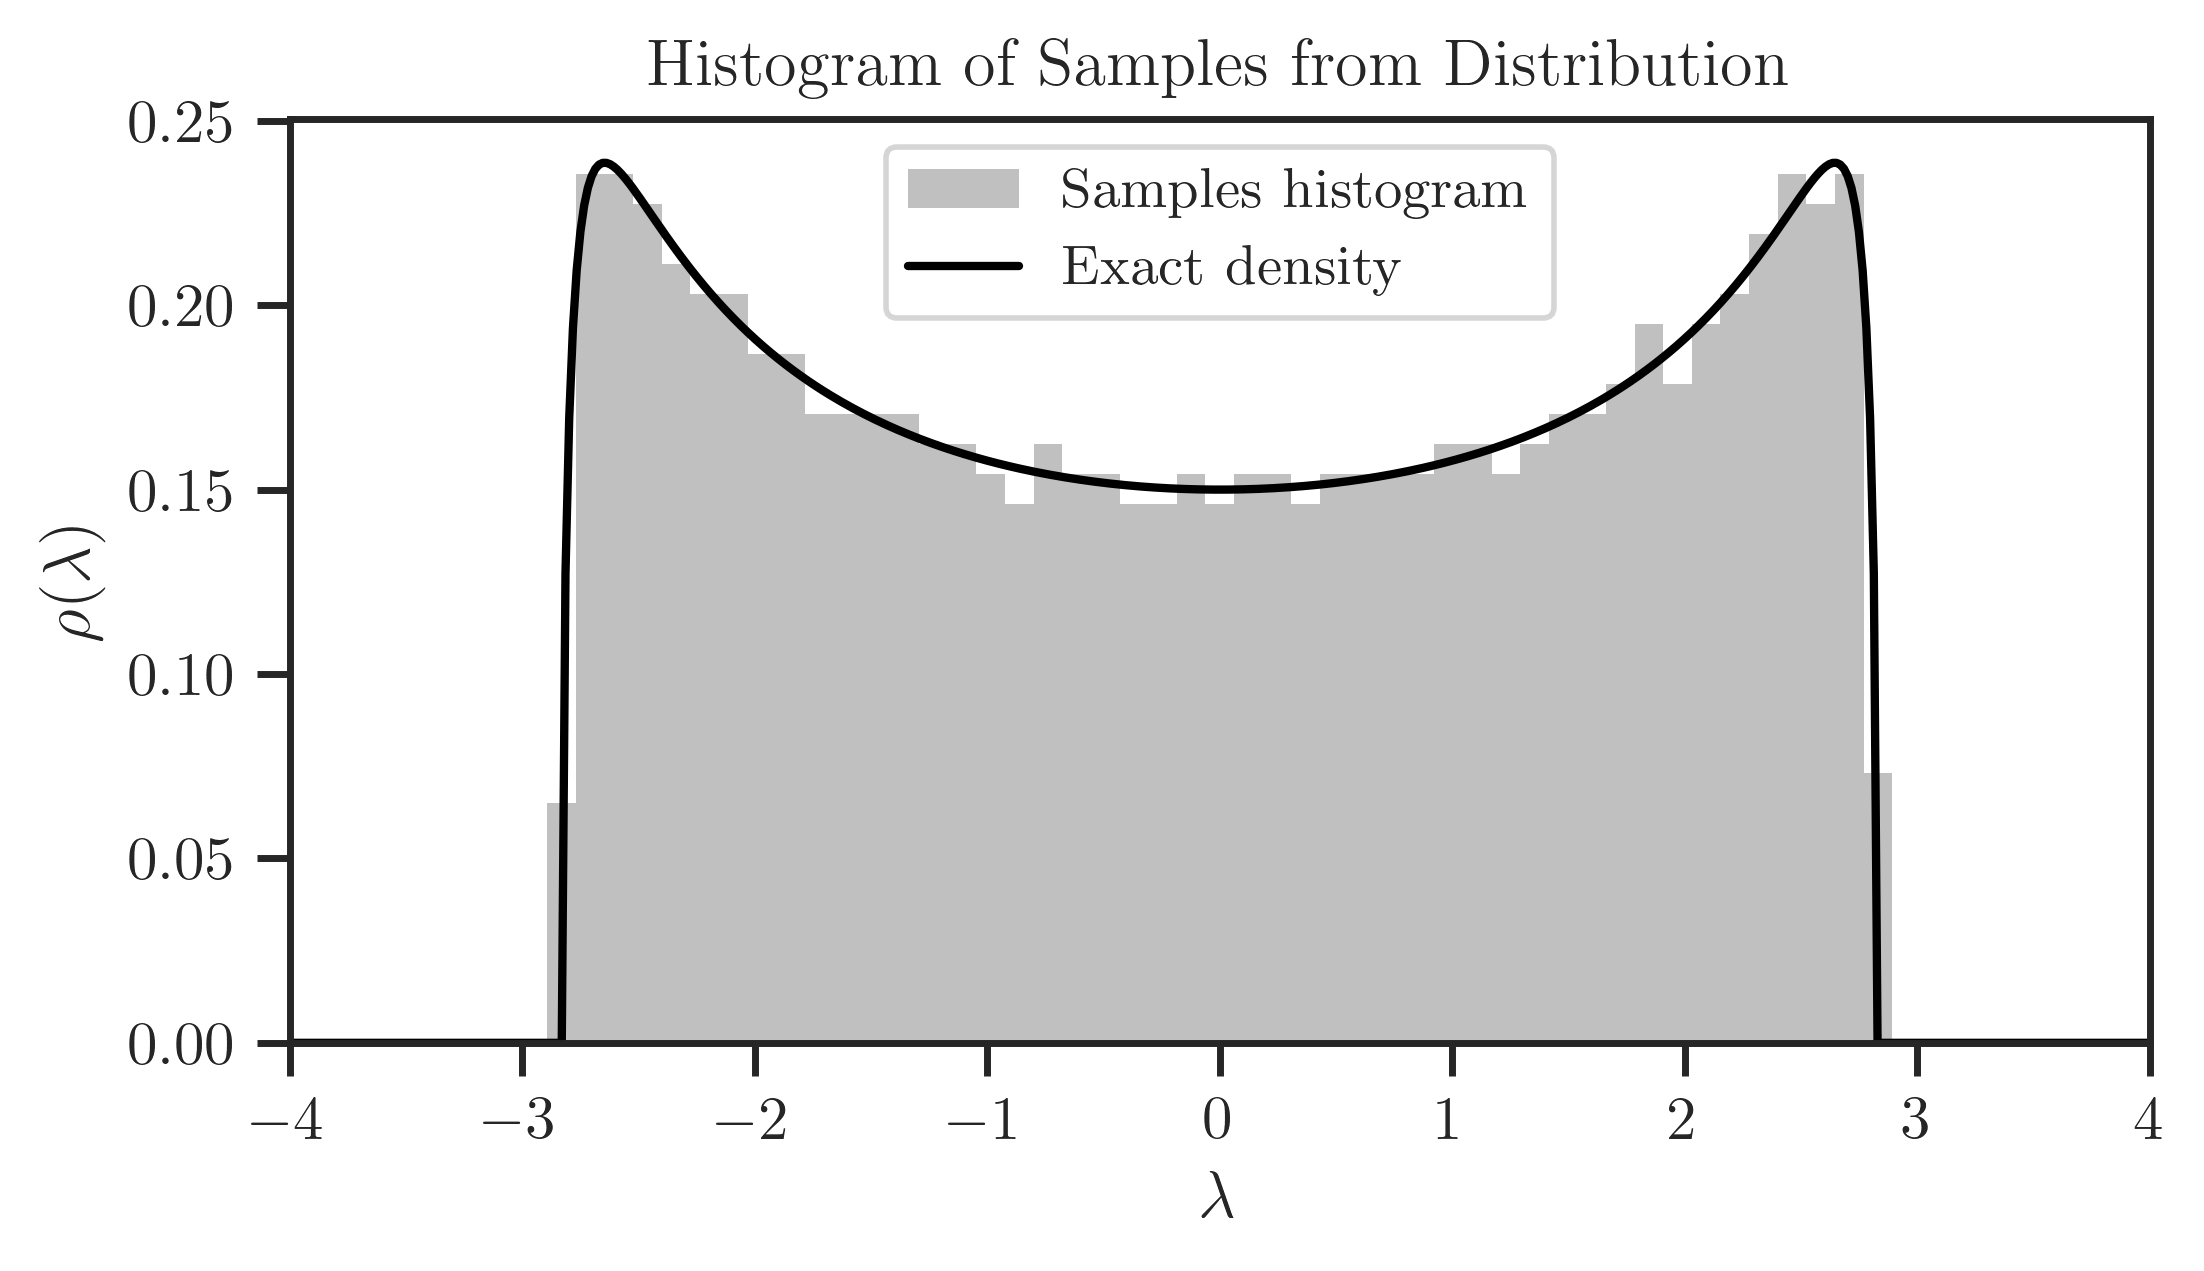 Histogram of Samples from Distribution
0.25
0.20
0.15
0.10
0.05
0.00
ρ(λ)
Samples histogram
Exact density
−4 −3 −2 −1 0 1 2 3 4
λ